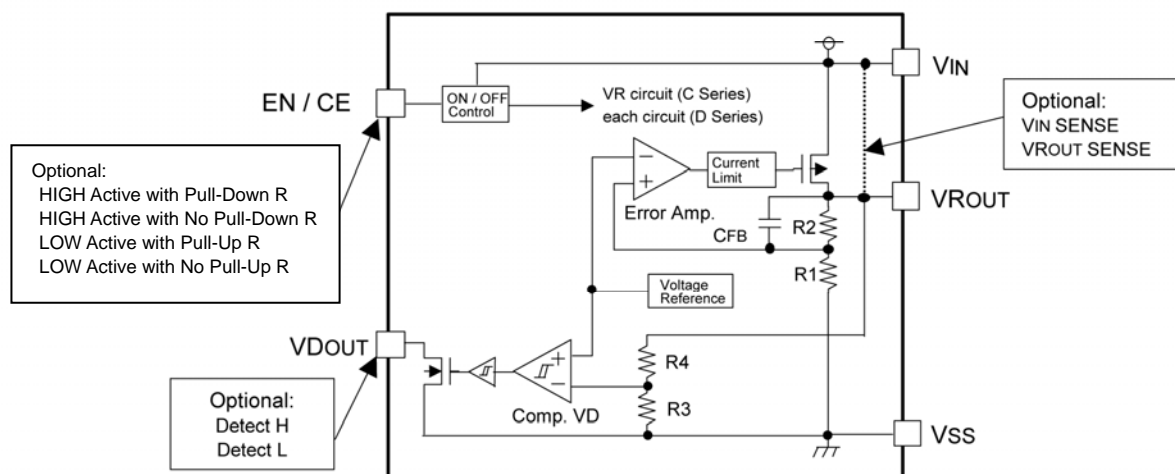 EN / CE
ON / OFF
Control
VR circuit (C Series)
each circuit (D Series)
VIN
Optional:
VIN SENSE
VROUT SENSE
Optional:
HIGH Active with Pull-Down R
HIGH Active with No Pull-Down R
LOW Active with Pull-Up R
LOW Active with No Pull-Up R
−
+
Error Amp.
Current
Limit
VROUT
CFB
R2
R1
Voltage
Reference
VDOUT
+
−
Comp. VD
R4
R3
Optional:
Detect H
Detect L
VSS